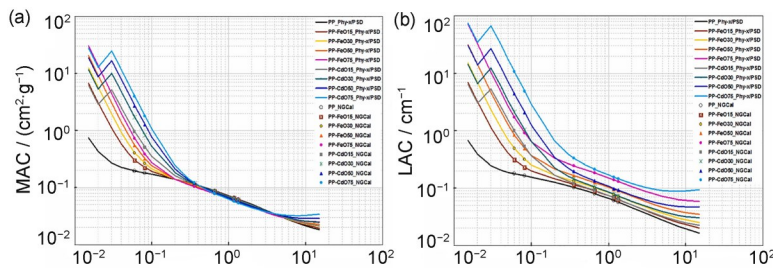 (a)
MAC / (cm²·g⁻¹)
10²
10¹
10⁰
10⁻¹
10⁻²
10⁻²
10⁻¹
10⁰
10¹
10²
PP_Phy-x/PSD
PP-FeO15_Phy-x/PSD
PP-FeO30_Phy-x/PSD
PP-FeO50_Phy-x/PSD
PP-FeO75_Phy-x/PSD
PP-CdO15_Phy-x/PSD
PP-CdO30_Phy-x/PSD
PP-CdO50_Phy-x/PSD
PP-CdO75_Phy-x/PSD
PP_NGCal
PP-FeO15_NGCal
PP-FeO30_NGCal
PP-FeO50_NGCal
PP-FeO75_NGCal
PP-CdO15_NGCal
PP-CdO30_NGCal
PP-CdO50_NGCal
PP-CdO75_NGCal
(b)
LAC / cm⁻¹
10²
10¹
10⁰
10⁻¹
10⁻²
10⁻²
10⁻¹
10⁰
10¹
10²
PP_Phy-x/PSD
PP-FeO15_Phy-x/PSD
PP-FeO30_Phy-x/PSD
PP-FeO50_Phy-x/PSD
PP-FeO75_Phy-x/PSD
PP-CdO15_Phy-x/PSD
PP-CdO30_Phy-x/PSD
PP-CdO50_Phy-x/PSD
PP-CdO75_Phy-x/PSD
PP_NGCal
PP-FeO15_NGCal
PP-FeO30_NGCal
PP-FeO50_NGCal
PP-FeO75_NGCal
PP-CdO15_NGCal
PP-CdO30_NGCal
PP-CdO50_NGCal
PP-CdO75_NGCal